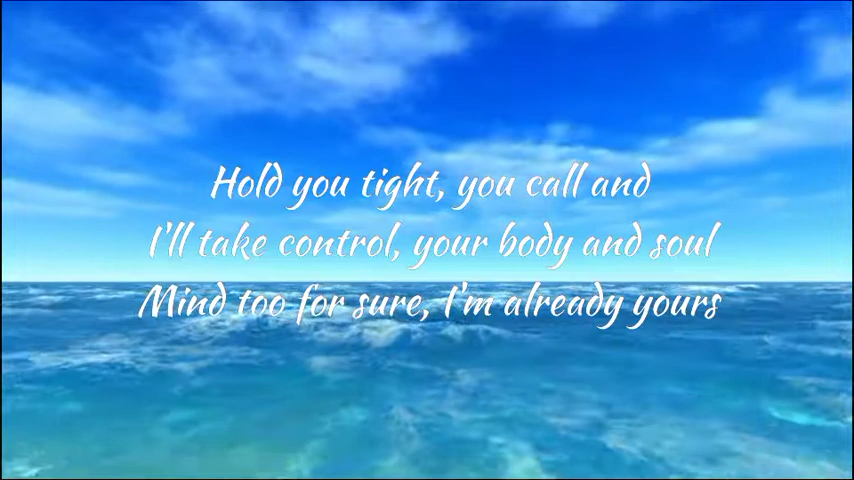 Hold you tight, you call and
I'll take control, your body and soul
Mind too for sure, I'm already yours